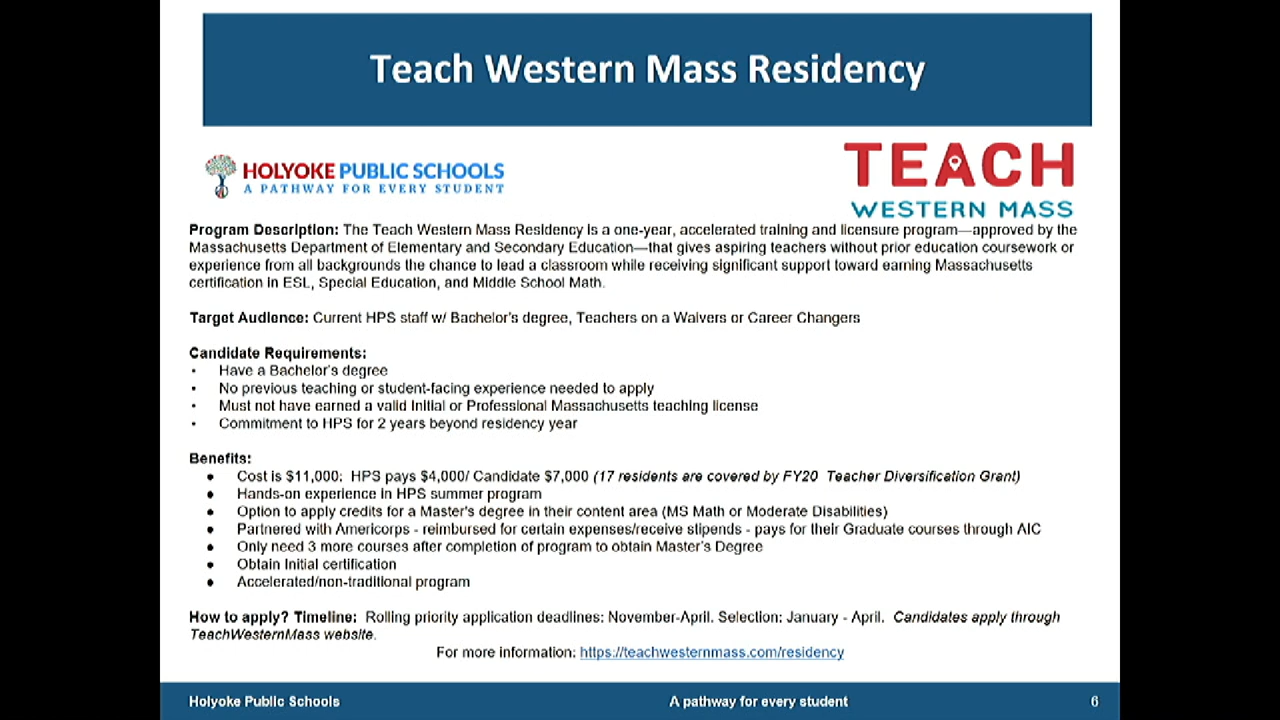 Teach Western Mass Residency
HOLYOKE PUBLIC SCHOOLS
A PATHWAY FOR EVERY STUDENT
TEACH
WESTERN MASS
Program Description: The Teach Western Mass Residency is a one-year, accelerated training and licensure program—approved by the
Massachusetts Department of Elementary and Secondary Education—that gives aspiring teachers without prior education coursework or
experience from all backgrounds the chance to lead a classroom while receiving significant support toward earning Massachusetts
certification in ESL, Special Education, and Middle School Math.
Target Audience: Current HPS staff w/ Bachelor's degree, Teachers on a Waivers or Career Changers
Candidate Requirements:
• Have a Bachelor's degree
• No previous teaching or student-facing experience needed to apply
• Must not have earned a valid Initial or Professional Massachusetts teaching license
• Commitment to HPS for 2 years beyond residency year
Benefits:
● Cost is $11,000: HPS pays $4,000/ Candidate $7,000 (17 residents are covered by FY20 Teacher Diversification Grant)
● Hands-on experience in HPS summer program
● Option to apply credits for a Master's degree in their content area (MS Math or Moderate Disabilities)
● Partnered with Americorps - reimbursed for certain expenses/receive stipends - pays for their Graduate courses through AIC
● Only need 3 more courses after completion of program to obtain Master's Degree
● Obtain Initial certification
● Accelerated/non-traditional program
How to apply? Timeline: Rolling priority application deadlines: November-April. Selection: January - April. Candidates apply through
TeachWesternMass website.
For more information: https://teachwesternmass.com/residency
Holyoke Public Schools A pathway for every student 6